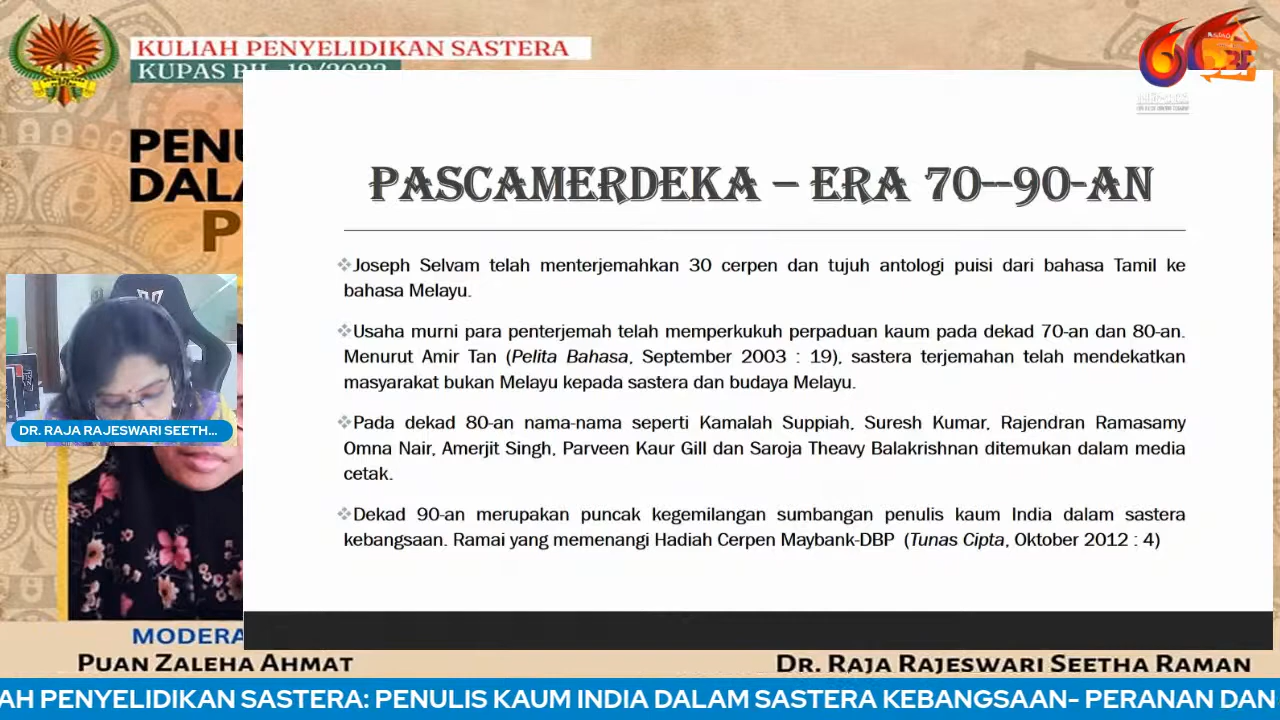 KULIAH PENYELIDIKAN SASTERA
KUPAS BIL. 19/2022
PENU
DALA
P
PASCAMERDEKA – ERA 70--90-AN
❖Joseph Selvam telah menterjemahkan 30 cerpen dan tujuh antologi puisi dari bahasa Tamil ke
bahasa Melayu.
❖Usaha murni para penterjemah telah memperkukuh perpaduan kaum pada dekad 70-an dan 80-an.
Menurut Amir Tan (Pelita Bahasa, September 2003 : 19), sastera terjemahan telah mendekatkan
masyarakat bukan Melayu kepada sastera dan budaya Melayu.
❖Pada dekad 80-an nama-nama seperti Kamalah Suppiah, Suresh Kumar, Rajendran Ramasamy
Omna Nair, Amerjit Singh, Parveen Kaur Gill dan Saroja Theavy Balakrishnan ditemukan dalam media
cetak.
❖Dekad 90-an merupakan puncak kegemilangan sumbangan penulis kaum India dalam sastera
kebangsaan. Ramai yang memenangi Hadiah Cerpen Maybank-DBP (Tunas Cipta, Oktober 2012 : 4)
DR. RAJA RAJESWARI SEETH...
MODERA
PUAN ZALEHA AHMAT
DR. RAJA RAJESWARI SEETHA RAMAN
AH PENYELIDIKAN SASTERA: PENULIS KAUM INDIA DALAM SASTERA KEBANGSAAN- PERANAN DAN